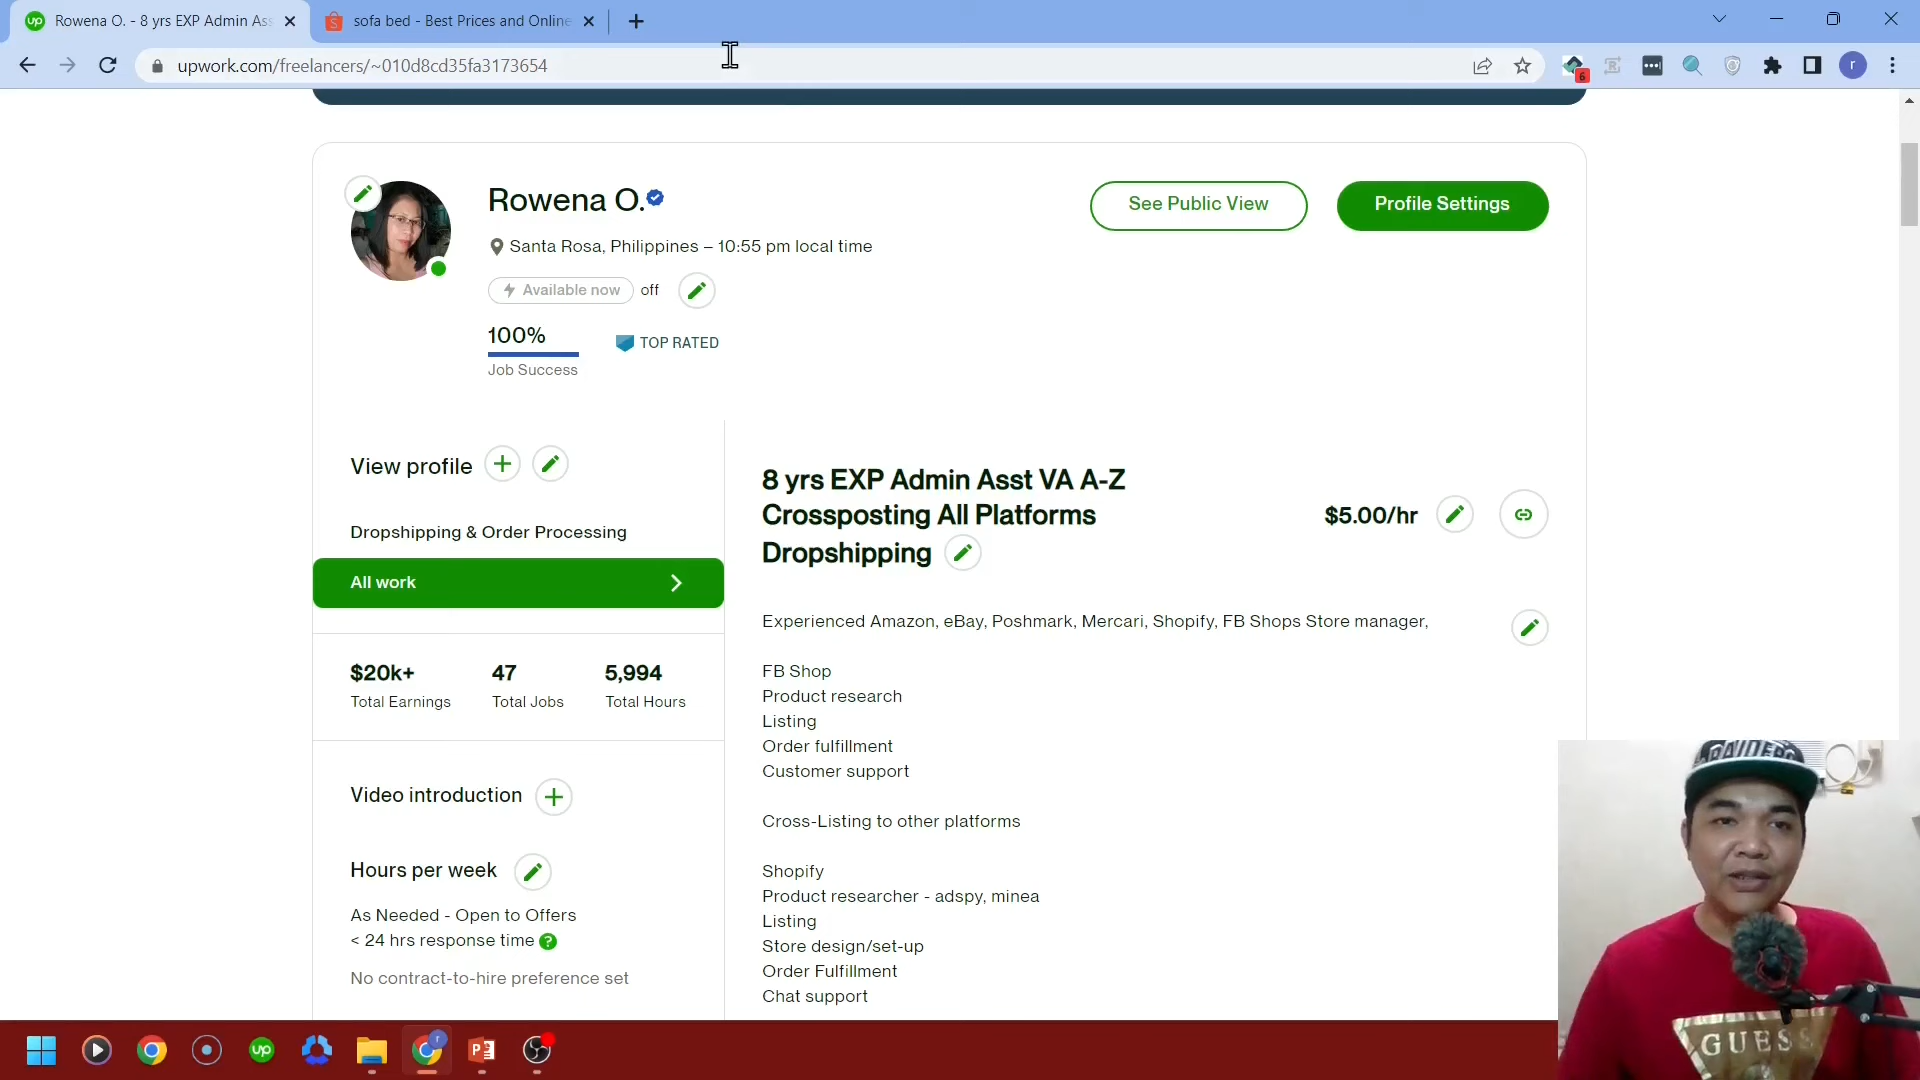 Rowena O. - 8 yrs EXP Admin Ass
sofa bed - Best Prices and Online
upwork.com/freelancers/~010d8cd35fa3173654
6
r
Rowena O.
See Public View
Profile Settings
Santa Rosa, Philippines – 10:55 pm local time
Available now off
100%
TOP RATED
Job Success
View profile
Dropshipping & Order Processing
All work
$20k+ 47 5,994
Total Earnings Total Jobs Total Hours
Video introduction
Hours per week
As Needed - Open to Offers
< 24 hrs response time ?
No contract-to-hire preference set
8 yrs EXP Admin Asst VA A-Z
Crossposting All Platforms
Dropshipping
$5.00/hr
Experienced Amazon, eBay, Poshmark, Mercari, Shopify, FB Shops Store manager,
FB Shop
Product research
Listing
Order fulfillment
Customer support
Cross-Listing to other platforms
Shopify
Product researcher - adspy, minea
Listing
Store design/set-up
Order Fulfillment
Chat support
RAIDERS
GUESS
up